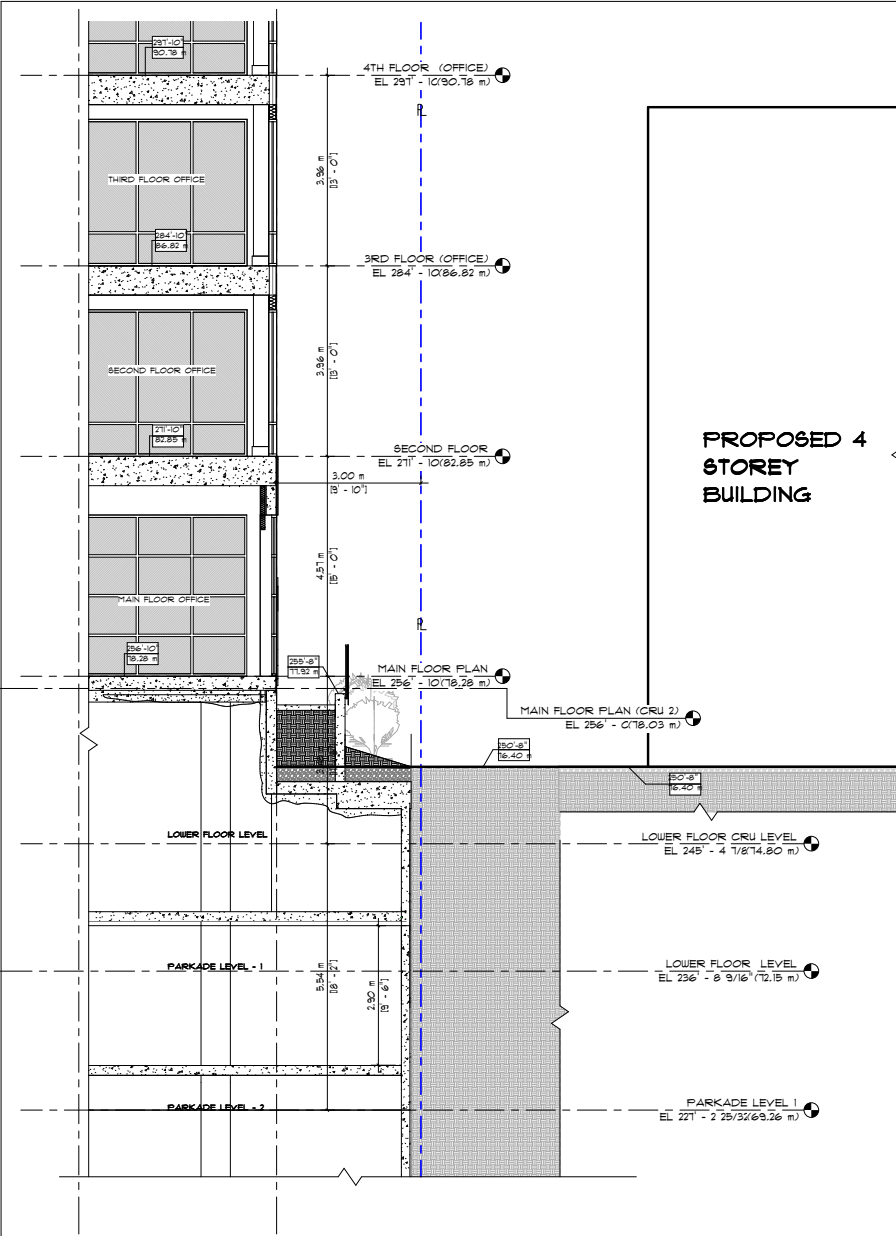 297'-10"
90.78 m
4TH FLOOR (OFFICE)
EL 297' - 10(90.78 m)
PL
3.96 m
[13' - 0"]
THIRD FLOOR OFFICE
284'-10"
86.82 m
3RD FLOOR (OFFICE)
EL 284' - 10(86.82 m)
3.96 m
[13' - 0"]
SECOND FLOOR OFFICE
271'-10"
82.85 m
SECOND FLOOR
EL 271' - 10(82.85 m)
PROPOSED 4
STOREY
BUILDING
3.00 m
[9' - 10"]
4.57 m
[15' - 0"]
MAIN FLOOR OFFICE
PL
256'-10"
78.28 m
255'-8"
77.92 m
MAIN FLOOR PLAN
EL 256' - 10(78.28 m)
MAIN FLOOR PLAN (CRU 2)
EL 256' - 0(78.03 m)
250'-8"
76.40 m
250'-8"
76.40 m
LOWER FLOOR LEVEL
LOWER FLOOR CRU LEVEL
EL 245' - 4 7/8(74.80 m)
PARKADE LEVEL - 1
5.54 m
[18' - 2"]
2.90 m
[9' - 6"]
LOWER FLOOR LEVEL
EL 236' - 8 9/16"(72.15 m)
PARKADE LEVEL - 2
PARKADE LEVEL 1
EL 227' - 2 25/32(69.26 m)